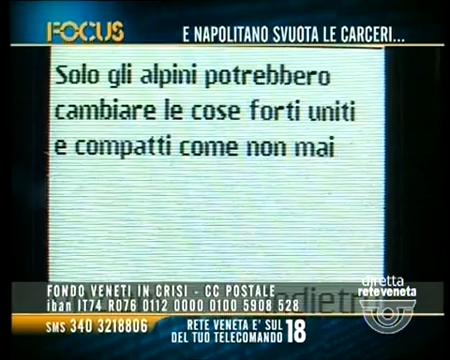 FOCUS
E NAPOLITANO SVUOTA LE CARCERI...
Solo gli alpini potrebbero
cambiare le cose forti uniti
e compatti come non mai
FONDO VENETI IN CRISI - CC POSTALE
iban IT74 R076 0112 0000 0100 5908 528
diretta
reteveneta
SMS 340 3218806
RETE VENETA E' SUL
DEL TUO TELECOMANDO
18